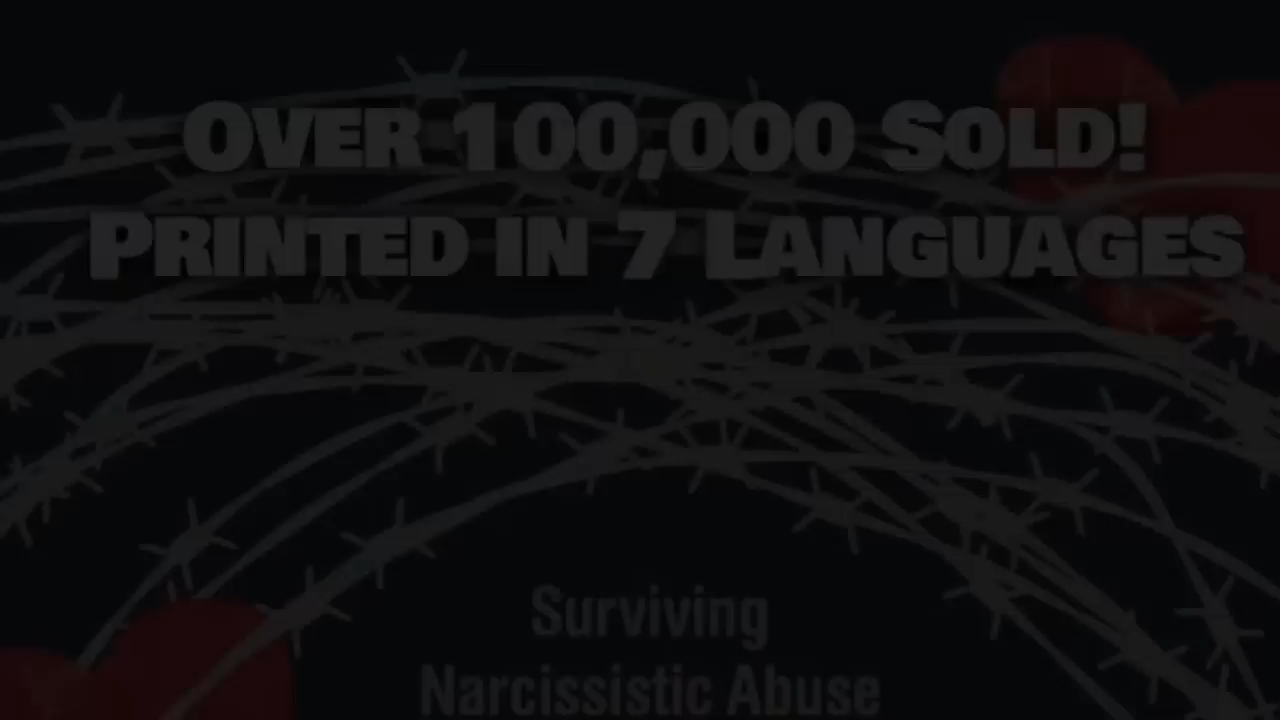 Over 100,000 Sold!
Printed in 7 Languages
Surviving
Narcissistic Abuse